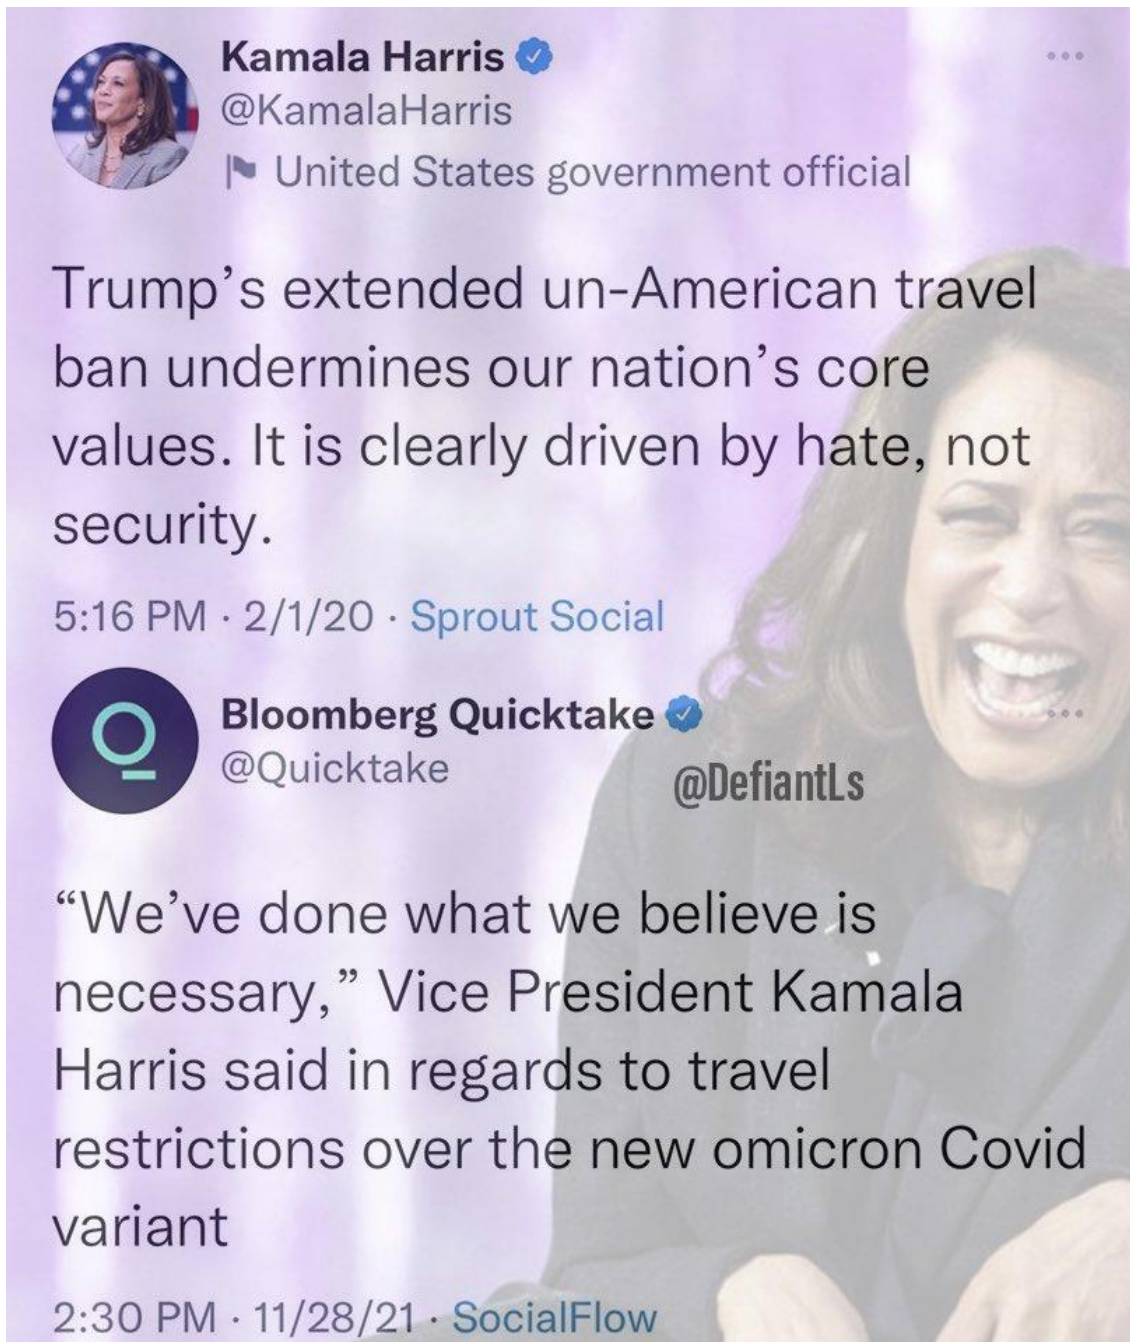 Kamala Harris
@KamalaHarris
United States government official
Trump’s extended un-American travel
ban undermines our nation’s core
values. It is clearly driven by hate, not
security.
5:16 PM · 2/1/20 · Sprout Social
Bloomberg Quicktake
@Quicktake
@DefiantLs
“We’ve done what we believe is
necessary,” Vice President Kamala
Harris said in regards to travel
restrictions over the new omicron Covid
variant
2:30 PM · 11/28/21 · SocialFlow